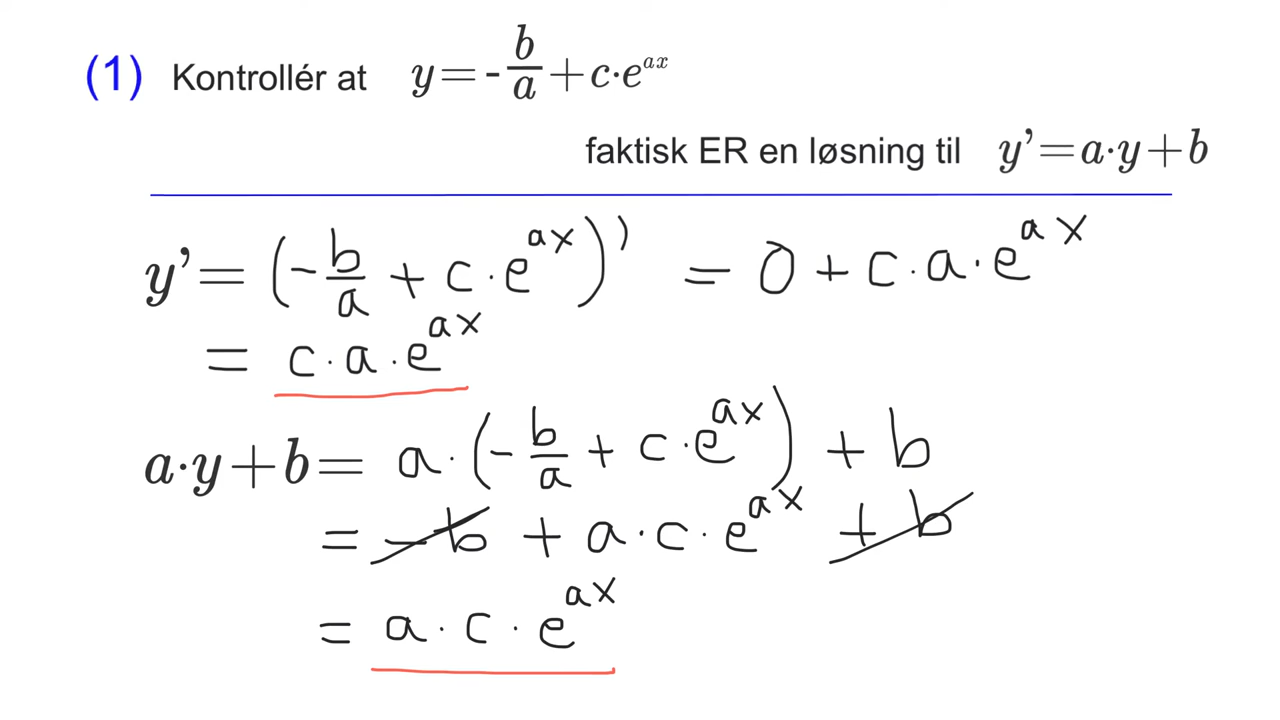 (1) Kontrollér at y = - b/a + c·e^{ax}
faktisk ER en løsning til y' = a·y + b
y' = (- b/a + c·e^{ax})' = 0 + c·a·e^{ax}
= c·a·e^{ax}
a·y + b = a·(- b/a + c·e^{ax}) + b
= - b + a·c·e^{ax} + b
= a·c·e^{ax}